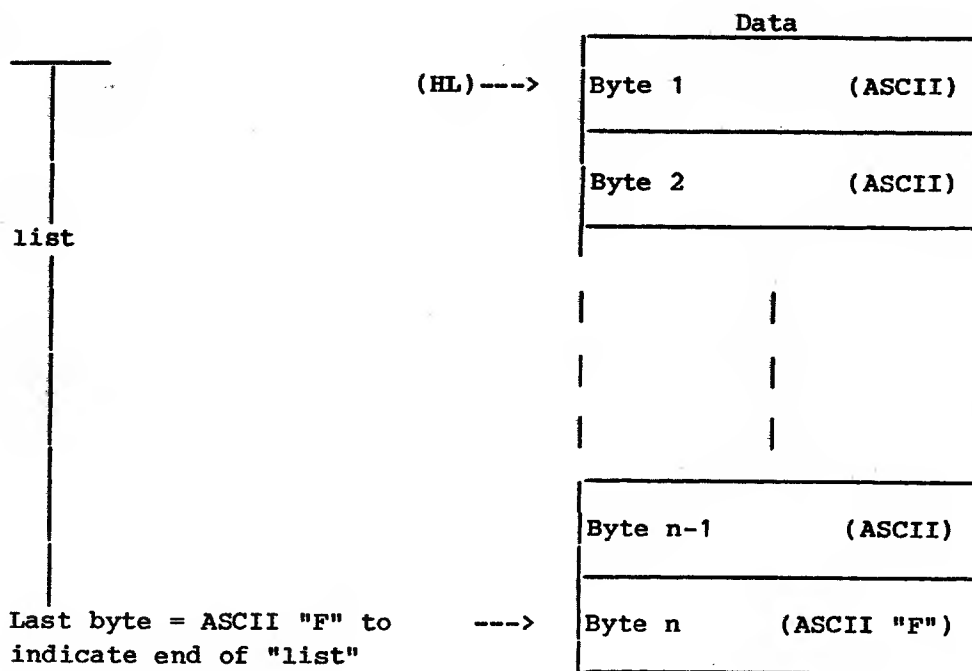 Data
(HL)---> Byte 1 (ASCII)
Byte 2 (ASCII)
list
Byte n-1 (ASCII)
Last byte = ASCII "F" to ---> Byte n (ASCII "F")
indicate end of "list"